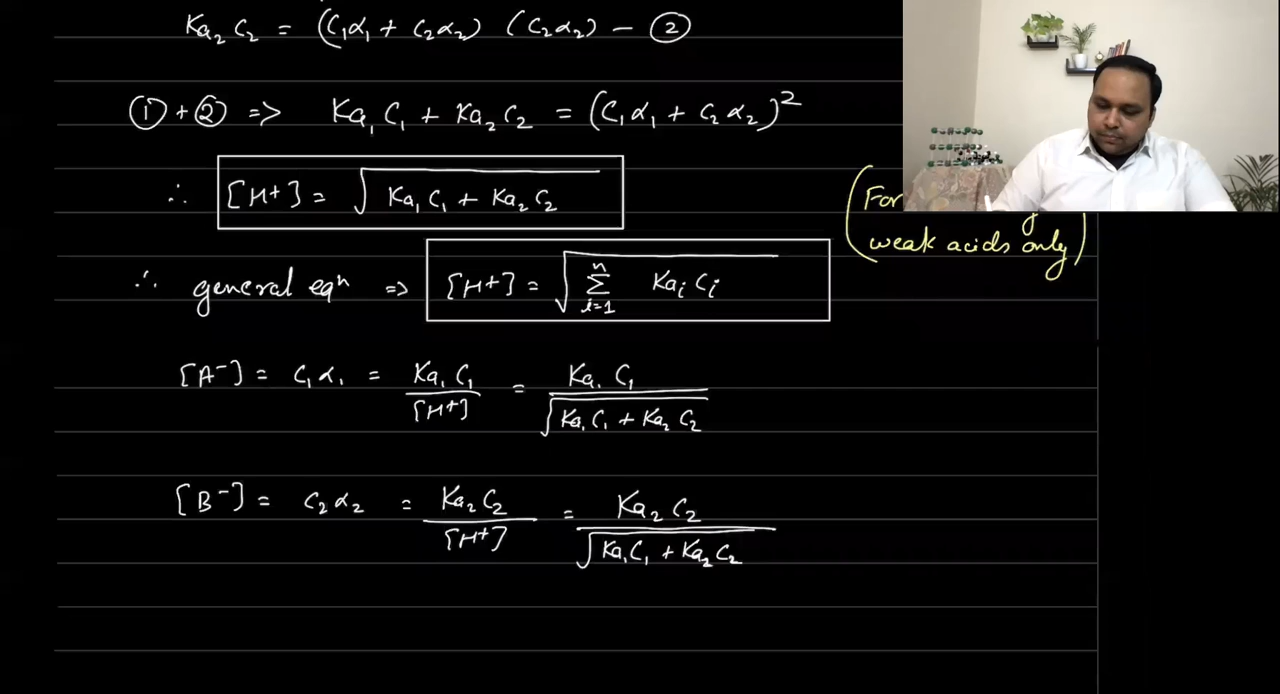 Ka₂ C₂ = (C₁α₁ + C₂α₂) (C₂α₂) – ②
① + ② => Ka₁ C₁ + Ka₂ C₂ = (C₁α₁ + C₂α₂)²
∴ [H+] = √(Ka₁ C₁ + Ka₂ C₂)
(For
weak acids only)
∴ general eqⁿ => [H+] = √(n Σ i=1 Kaᵢ Cᵢ)
[A⁻] = C₁α₁ = Ka₁ C₁ / [H+] = Ka₁ C₁ / √(Ka₁ C₁ + Ka₂ C₂)
[B⁻] = C₂α₂ = Ka₂ C₂ / [H+] = Ka₂ C₂ / √(Ka₁ C₁ + Ka₂ C₂)